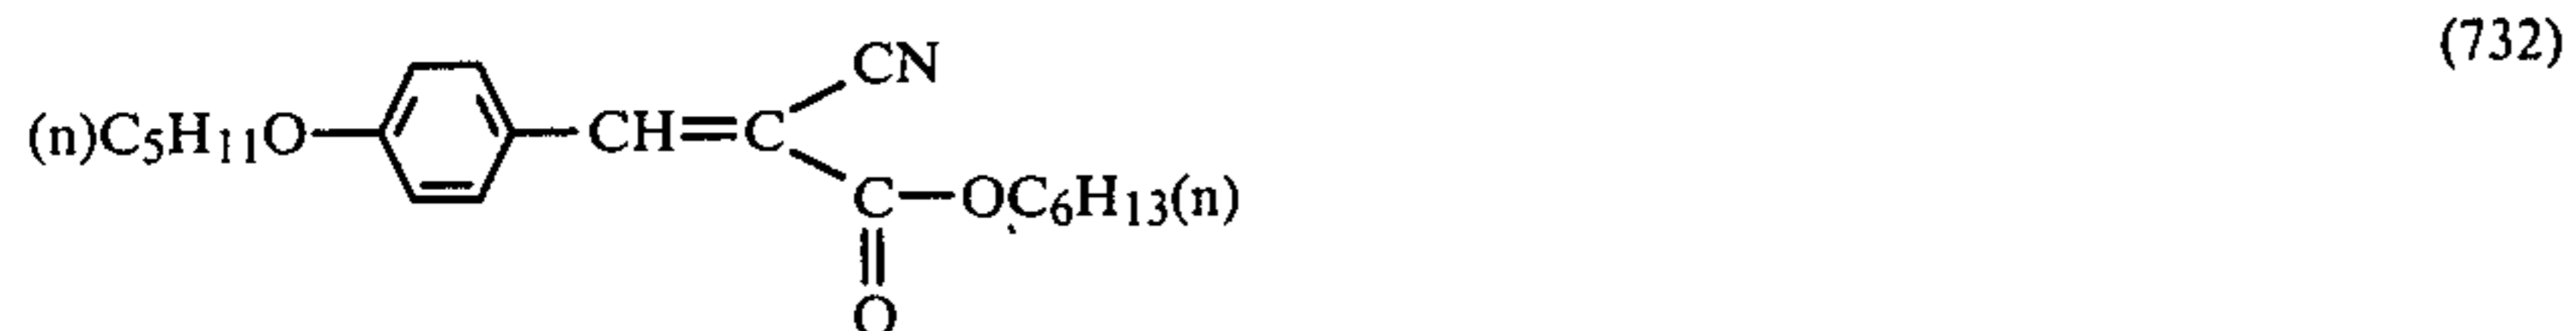 (732)
CN
(n)C5H11O CH=C
C—OC6H13(n)
O